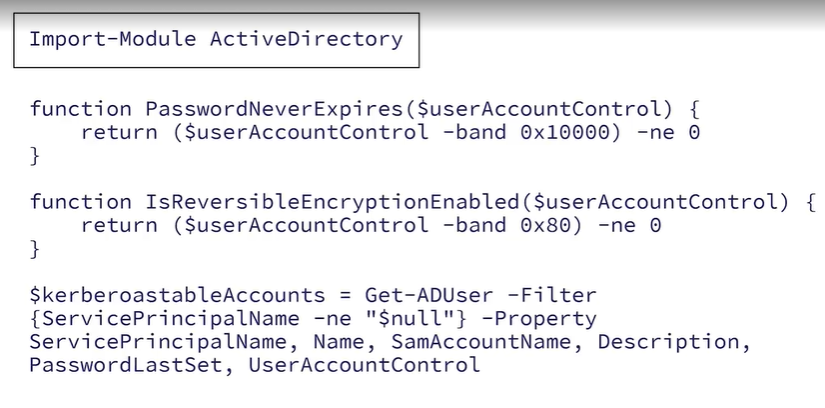 Import-Module ActiveDirectory
function PasswordNeverExpires($userAccountControl) {
    return ($userAccountControl -band 0x10000) -ne 0
}
function IsReversibleEncryptionEnabled($userAccountControl) {
    return ($userAccountControl -band 0x80) -ne 0
}
$kerberoastableAccounts = Get-ADUser -Filter
{ServicePrincipalName -ne "$null"} -Property
ServicePrincipalName, Name, SamAccountName, Description,
PasswordLastSet, UserAccountControl